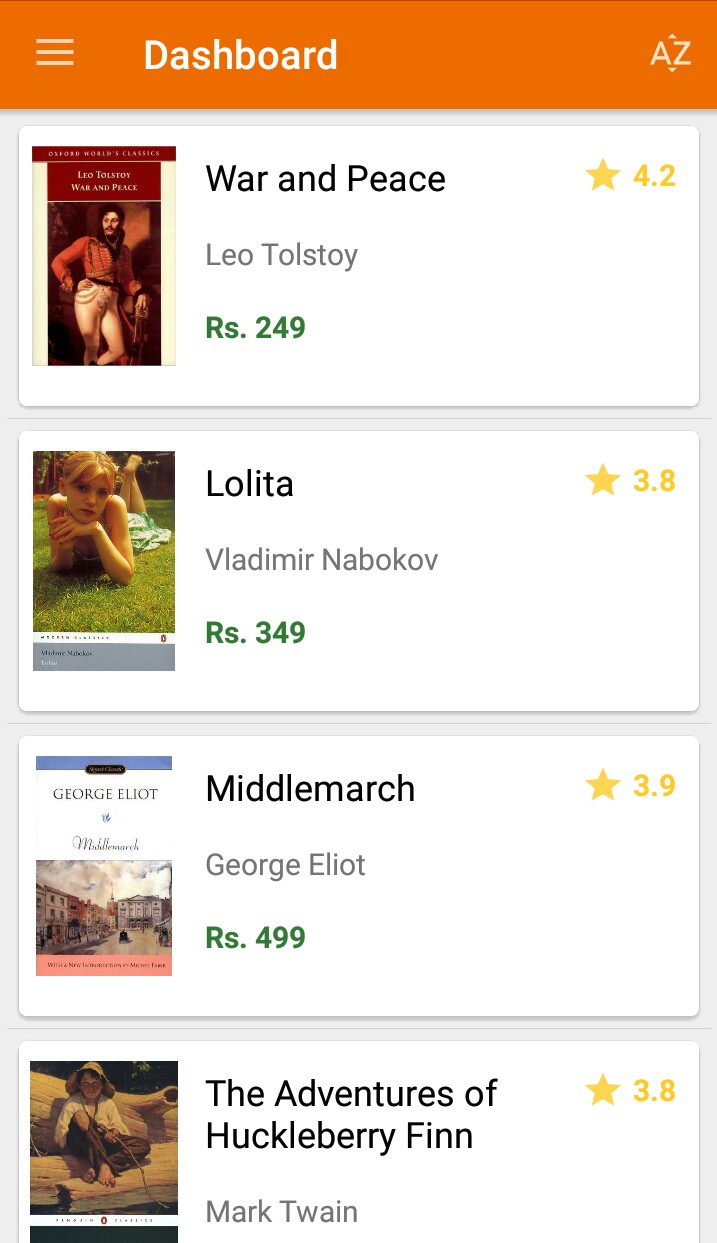 Dashboard
AZ
OXFORD WORLD'S CLASSICS
LEO TOLSTOY
WAR AND PEACE
War and Peace
4.2
Leo Tolstoy
Rs. 249
Lolita
3.8
Vladimir Nabokov
Rs. 349
MODERN CLASSICS
Vladimir Nabokov
Lolita
Signet Classic
GEORGE ELIOT
Middlemarch
WITH A NEW INTRODUCTION BY MICHEL FABER
Middlemarch
3.9
George Eliot
Rs. 499
The Adventures of
Huckleberry Finn
3.8
Mark Twain
PENGUIN CLASSICS